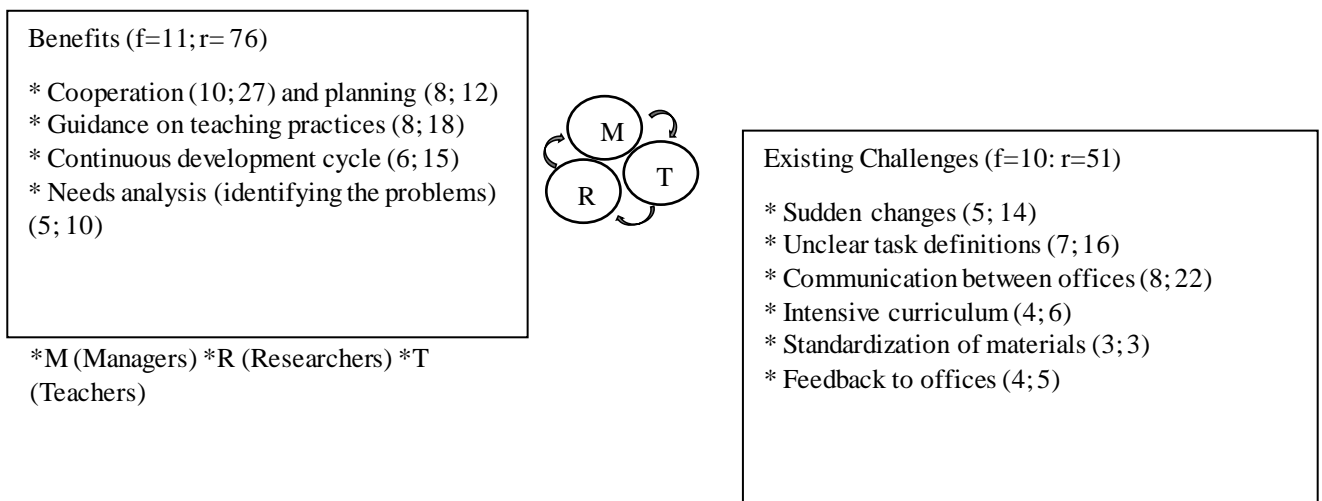 Benefits (f=11; r= 76)
* Cooperation (10; 27) and planning (8; 12)
* Guidance on teaching practices (8; 18)
* Continuous development cycle (6; 15)
* Needs analysis (identifying the problems)
(5; 10)
M
R
T
*M (Managers) *R (Researchers) *T
(Teachers)
Existing Challenges (f=10: r=51)
* Sudden changes (5; 14)
* Unclear task definitions (7; 16)
* Communication between offices (8; 22)
* Intensive curriculum (4; 6)
* Standardization of materials (3; 3)
* Feedback to offices (4; 5)